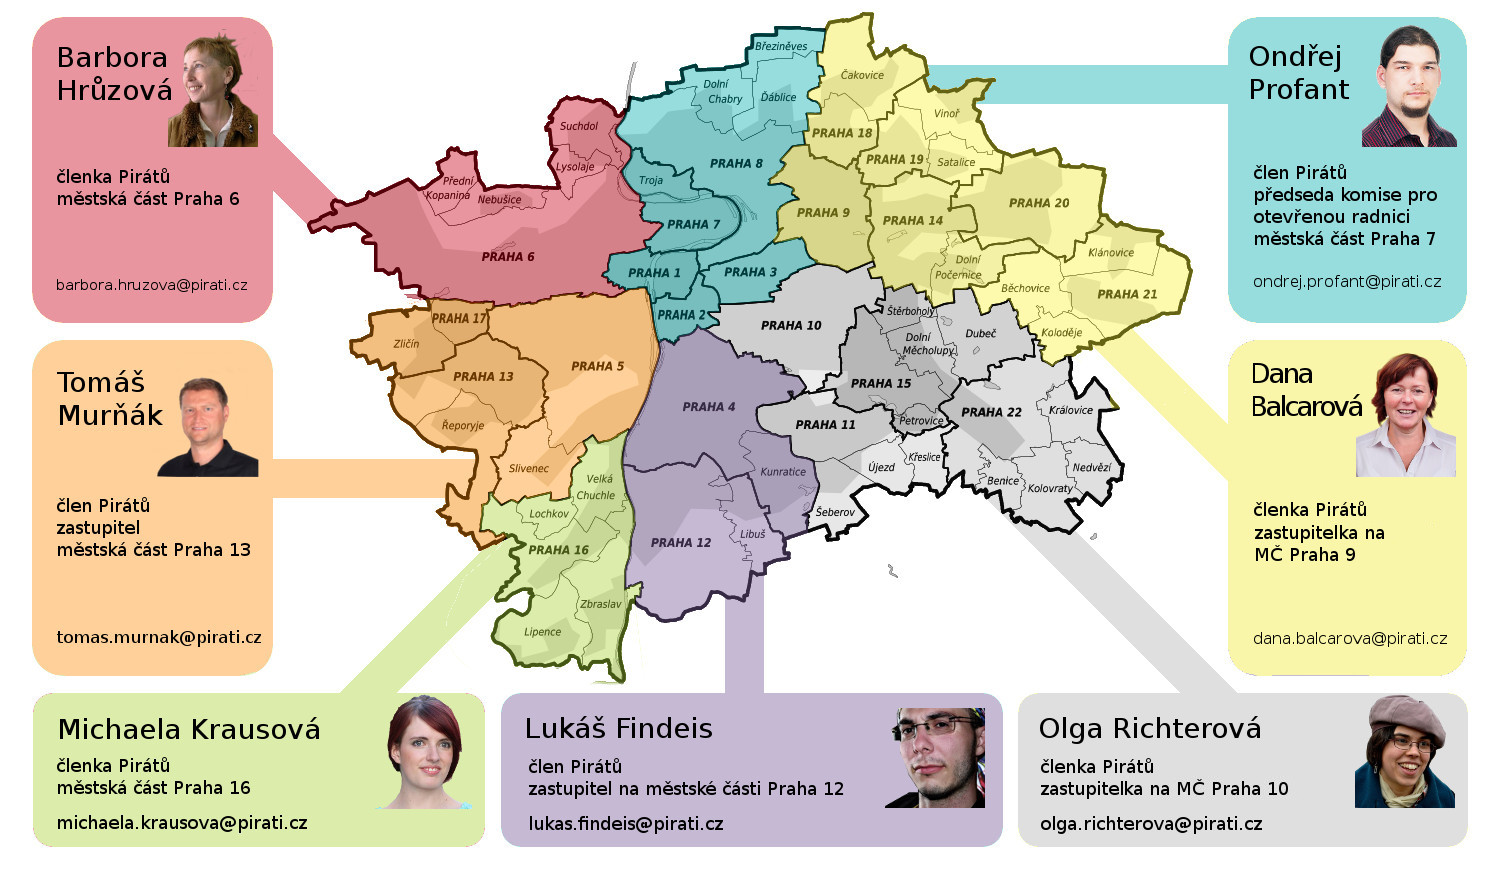 Barbora
Hrůzová
členka Pirátů
městská část Praha 6
barbora.hruzova@pirati.cz
Tomáš
Murňák
člen Pirátů
zastupitel
městská část Praha 13
tomas.murnak@pirati.cz
Michaela Krausová
členka Pirátů
městská část Praha 16
michaela.krausova@pirati.cz
Lukáš Findeis
člen Pirátů
zastupitel na městské části Praha 12
lukas.findeis@pirati.cz
Olga Richterová
členka Pirátů
zastupitelka na MČ Praha 10
olga.richterova@pirati.cz
Ondřej
Profant
člen Pirátů
předseda komise pro
otevřenou radnici
městská část Praha 7
ondrej.profant@pirati.cz
Dana
Balcarová
členka Pirátů
zastupitelka na
MČ Praha 9
dana.balcarova@pirati.cz
Březiněves
Čakovice
Dolní
Chabry
Ďáblice
Vinoř
Suchdol
PRAHA 18
Lysolaje
PRAHA 8
PRAHA 19
Satalice
Přední
Kopanina
Nebušice
Troja
PRAHA 20
PRAHA 9
PRAHA 14
PRAHA 7
PRAHA 6
Klánovice
Dolní
Počernice
PRAHA 1
PRAHA 3
Běchovice
PRAHA 21
PRAHA 2
PRAHA 17
PRAHA 10
Štěrboholy
Dubeč
Koloděje
Zličín
Dolní
Měcholupy
PRAHA 5
PRAHA 13
PRAHA 15
PRAHA 4
PRAHA 22
Královice
Řeporyje
PRAHA 11
Petrovice
Slivenec
Kunratice
Újezd
Křeslice
Nedvězí
Velká
Chuchle
Benice
Kolovraty
Lochkov
Šeberov
Libuš
PRAHA 12
PRAHA 16
Zbraslav
Lipence